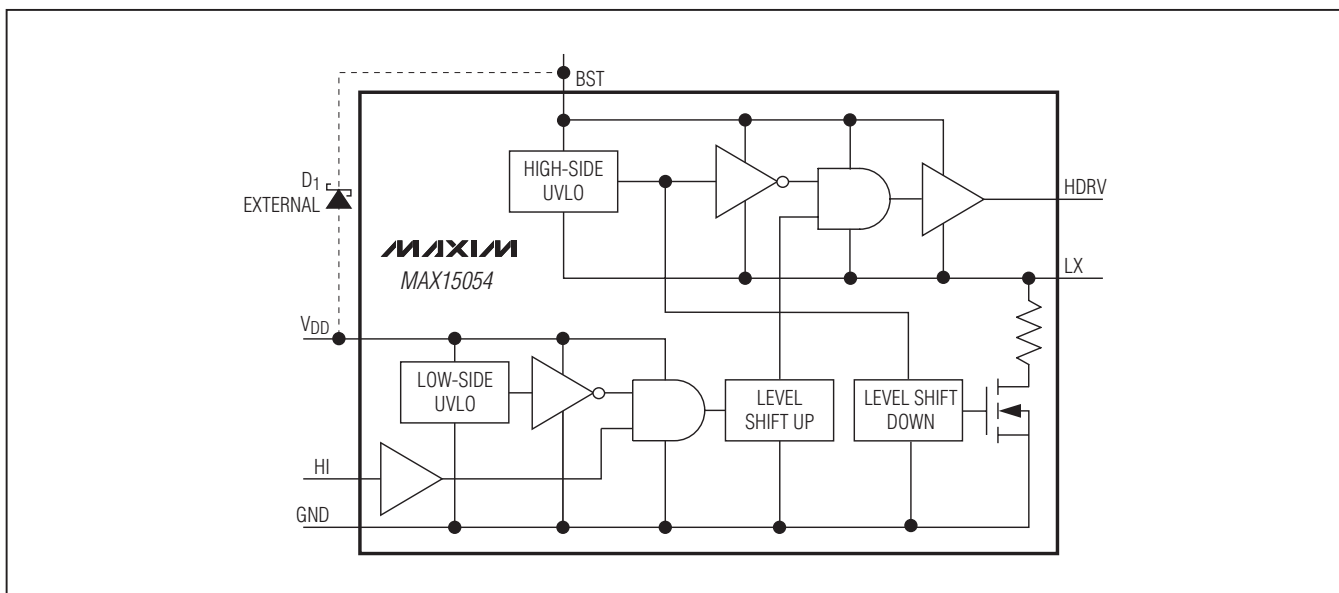 BST
HIGH-SIDE
UVLO
D1
EXTERNAL
HDRV
MAXIM
MAX15054
LX
VDD
LOW-SIDE
UVLO
LEVEL
SHIFT UP
LEVEL SHIFT
DOWN
HI
GND